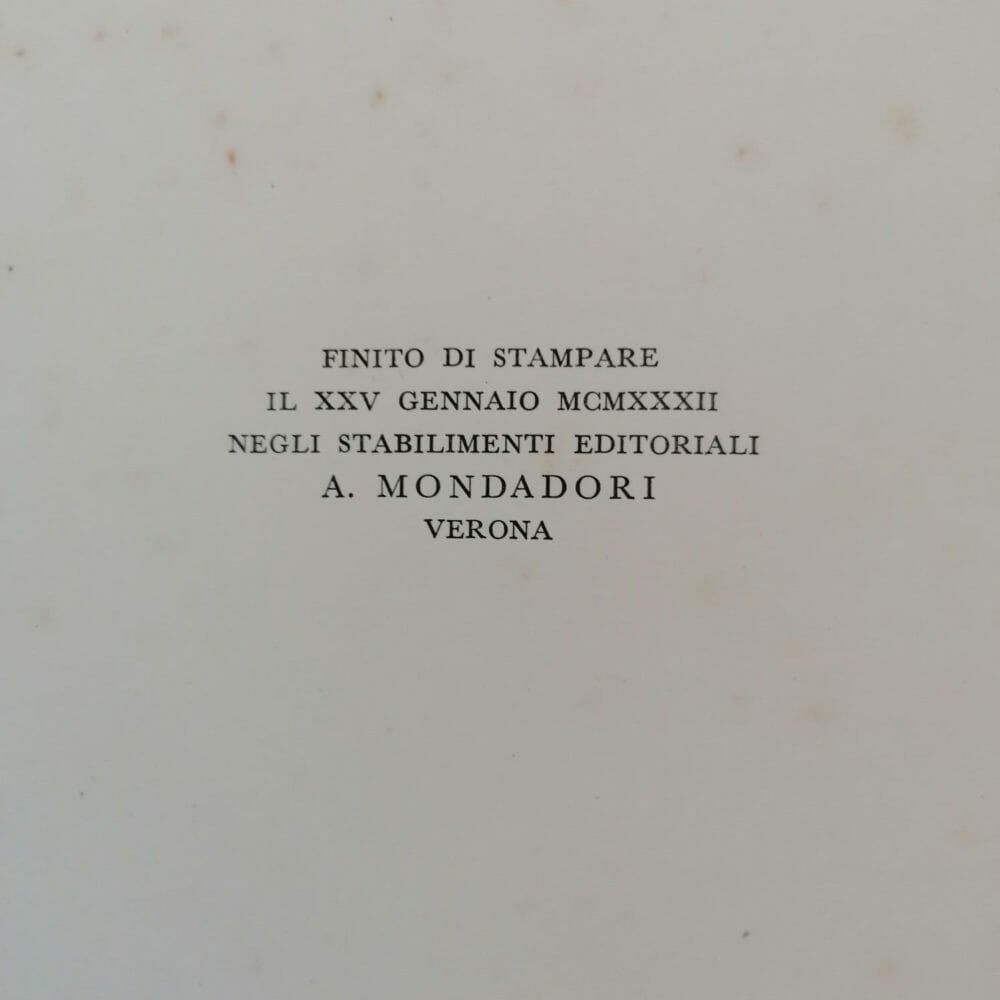 FINITO DI STAMPARE
IL XXV GENNAIO MCMXXXII
NEGLI STABILIMENTI EDITORIALI
A. MONDADORI
VERONA